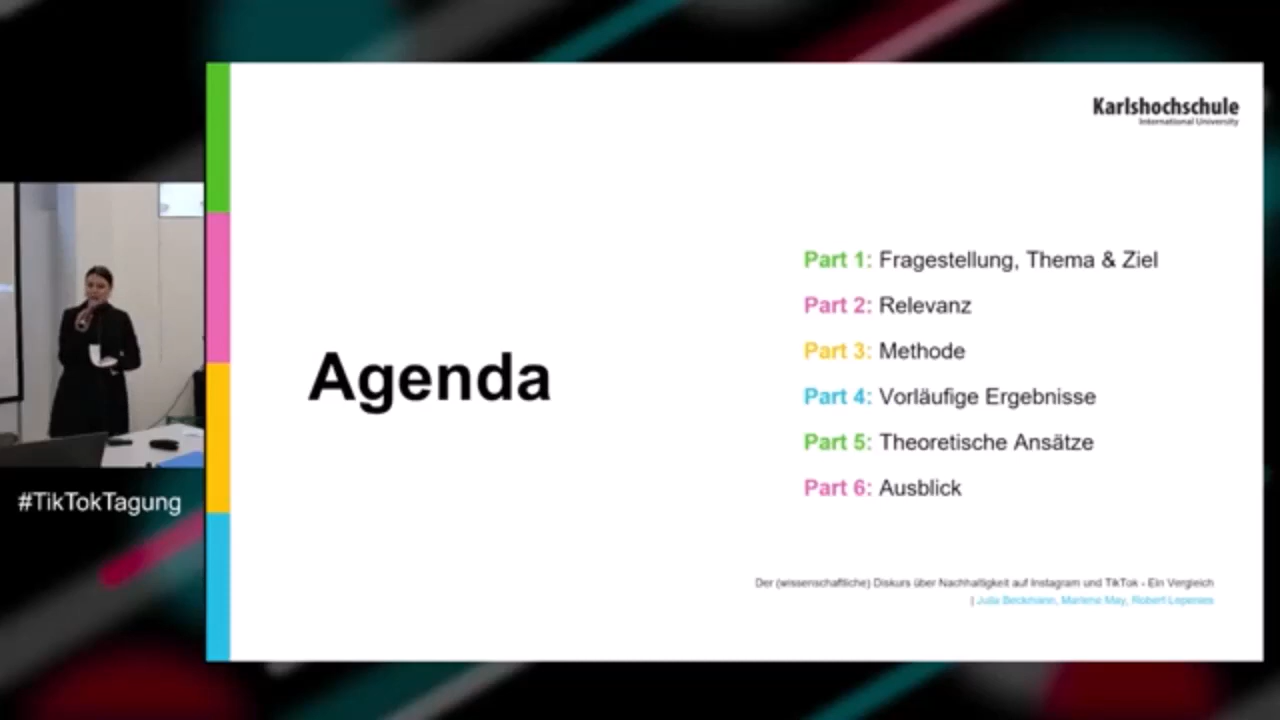 Karlshochschule
International University
Agenda
Part 1: Fragestellung, Thema & Ziel
Part 2: Relevanz
Part 3: Methode
Part 4: Vorläufige Ergebnisse
Part 5: Theoretische Ansätze
Part 6: Ausblick
#TikTokTagung
Der (wissenschaftliche) Diskurs über Nachhaltigkeit auf Instagram und TikTok - Ein Vergleich
| Julia Beckmann, Marlene May, Robert Lepenies